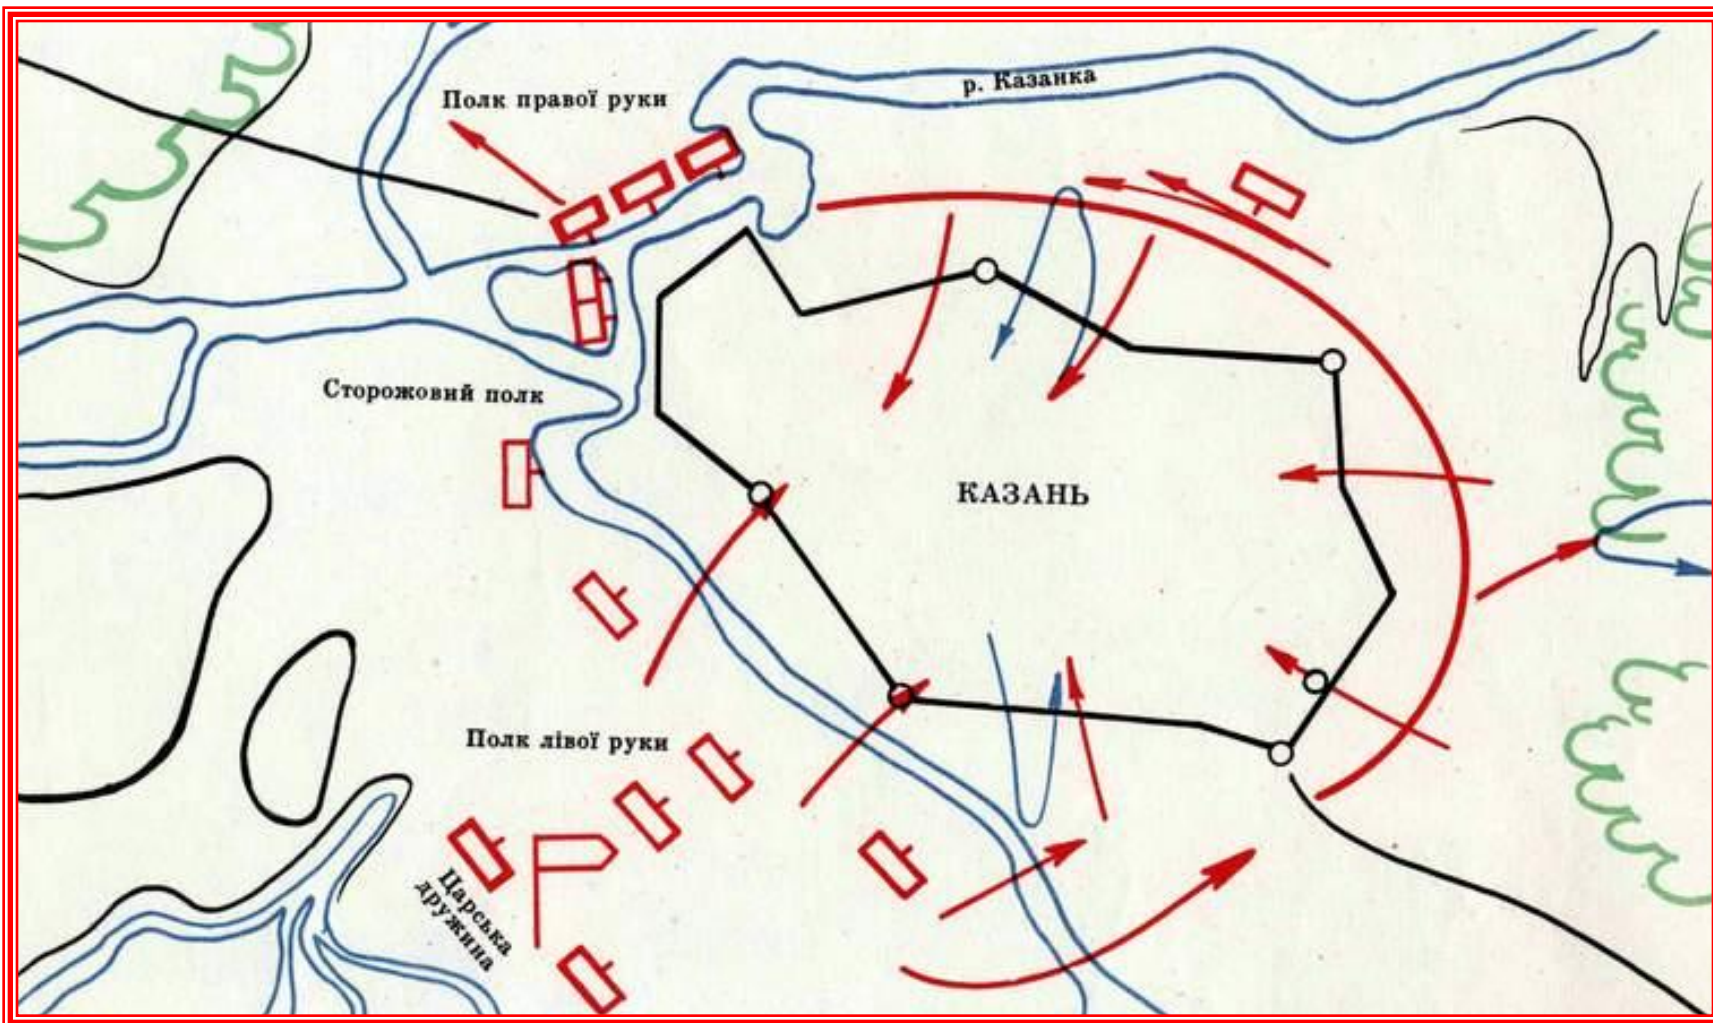 р. Казанка
Полк правої руки
Сторожовий полк
КАЗАНЬ
Полк лівої руки
Царська
дружина